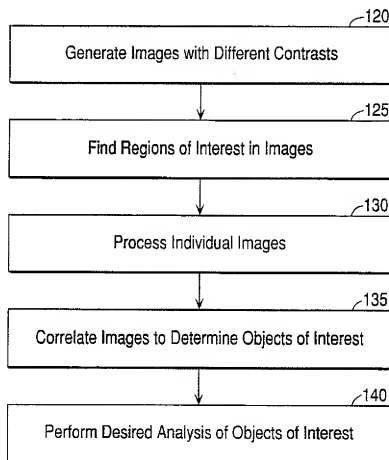 120
Generate Images with Different Contrasts
125
Find Regions of Interest in Images
130
Process Individual Images
135
Correlate Images to Determine Objects of Interest
140
Perform Desired Analysis of Objects of Interest